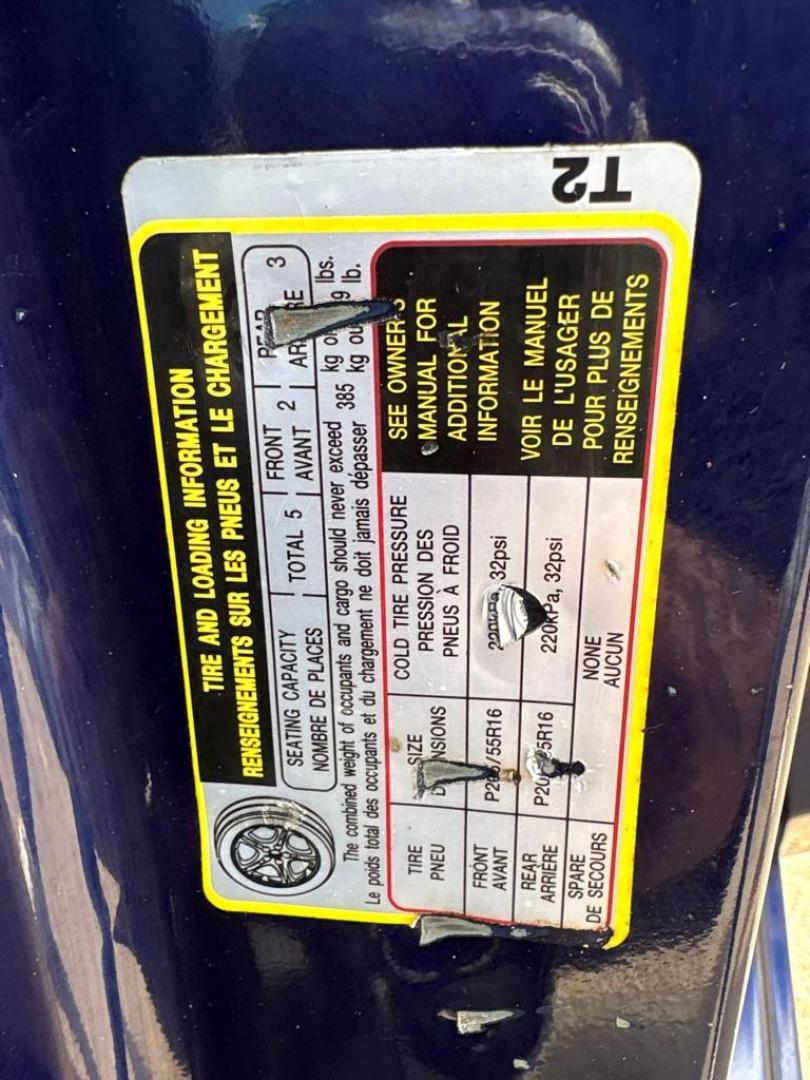 T2
TIRE AND LOADING INFORMATION
RENSEIGNEMENTS SUR LES PNEUS ET LE CHARGEMENT
SEATING CAPACITY
NOMBRE DE PLACES
TOTAL 5
FRONT
AVANT 2
3
The combined weight of occupants and cargo should never exceed 385 kg lbs.
Le poids total des occupants et du chargement ne doit jamais dépasser 385 kg ou lb.
TIRE
PNEU
SIZE
COLD TIRE PRESSURE
PRESSION DES
PNEUS À FROID
FRONT
AVANT
/55R16
32psi
REAR
ARRIÈRE
5R16
220kPa, 32psi
SPARE
DE SECOURS
NONE
AUCUN
SEE OWNER'S
MANUAL FOR
ADDITIONAL
INFORMATION
VOIR LE MANUEL
DE L'USAGER
POUR PLUS DE
RENSEIGNEMENTS